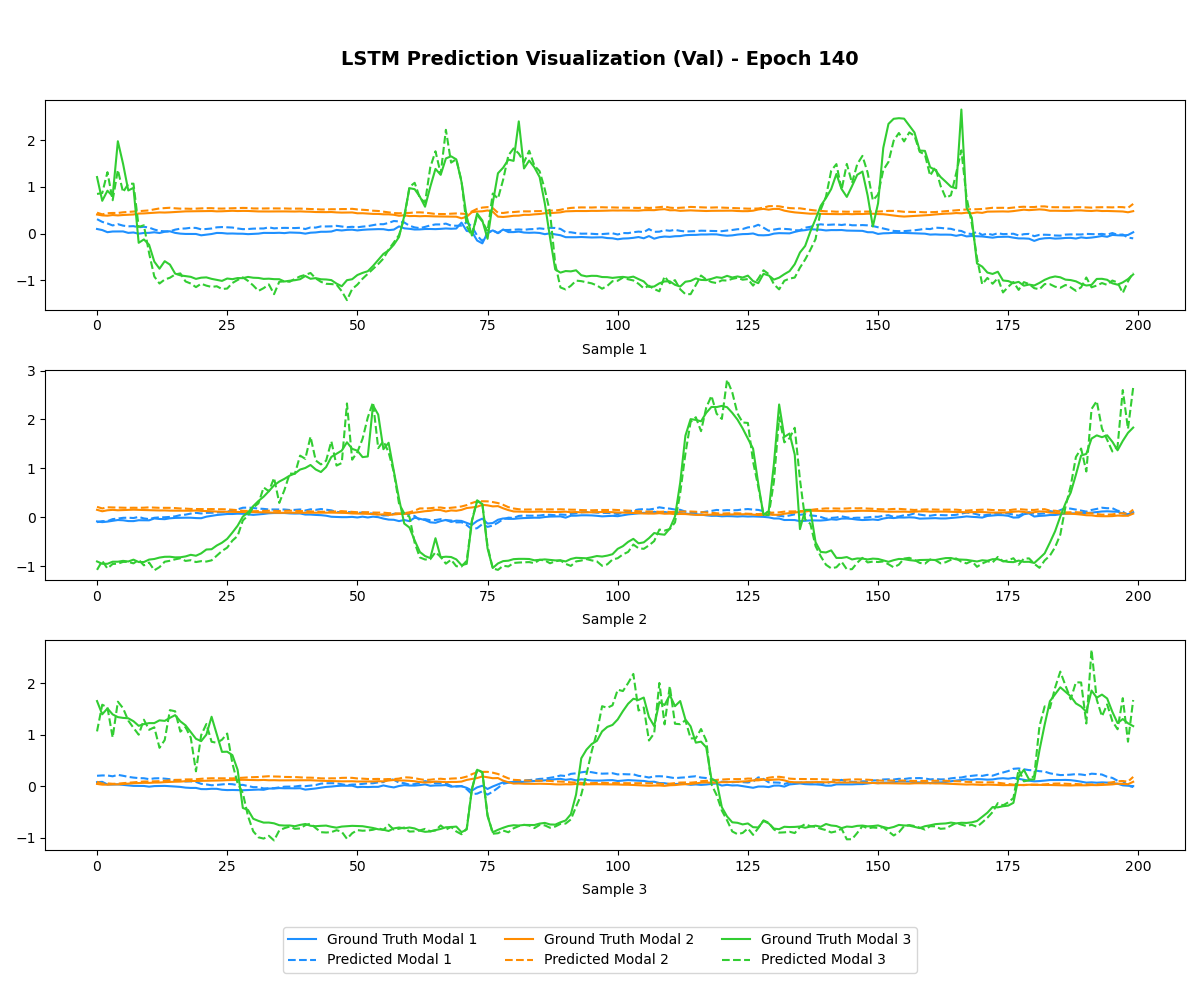 LSTM Prediction Visualization (Val) - Epoch 140
2
1
0
−1
0 25 50 75 100 125 150 175 200
Sample 1
3
2
1
0
−1
0 25 50 75 100 125 150 175 200
Sample 2
2
1
0
−1
0 25 50 75 100 125 150 175 200
Sample 3
Ground Truth Modal 1 Ground Truth Modal 2 Ground Truth Modal 3
Predicted Modal 1 Predicted Modal 2 Predicted Modal 3